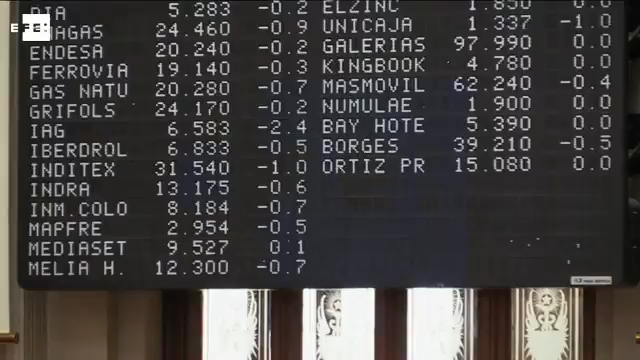 EFE:
DIA 5.283 -0.2
ENAGAS 24.460 -0.9
ENDESA 20.240 -0.2
FERROVIA 19.140 -0.3
GAS NATU 20.280 -0.7
GRIFOLS 24.170 -0.2
IAG 6.583 -2.4
IBERDROL 6.833 -0.5
INDITEX 31.540 -1.0
INDRA 13.175 -0.6
INM.COLO 8.184 -0.7
MAPFRE 2.954 -0.5
MEDIASET 9.527 0.1
MELIA H. 12.300 -0.7
ELZINC 1.850 0.0
UNICAJA 1.337 -1.0
GALERIAS 97.990 0.0
KINGBOOK 4.780 0.0
MASMOVIL 62.240 -0.4
NUMULAE 1.900 0.0
BAY HOTE 5.390 0.0
BORGES 39.210 -0.5
ORTIZ PR 15.080 0.0